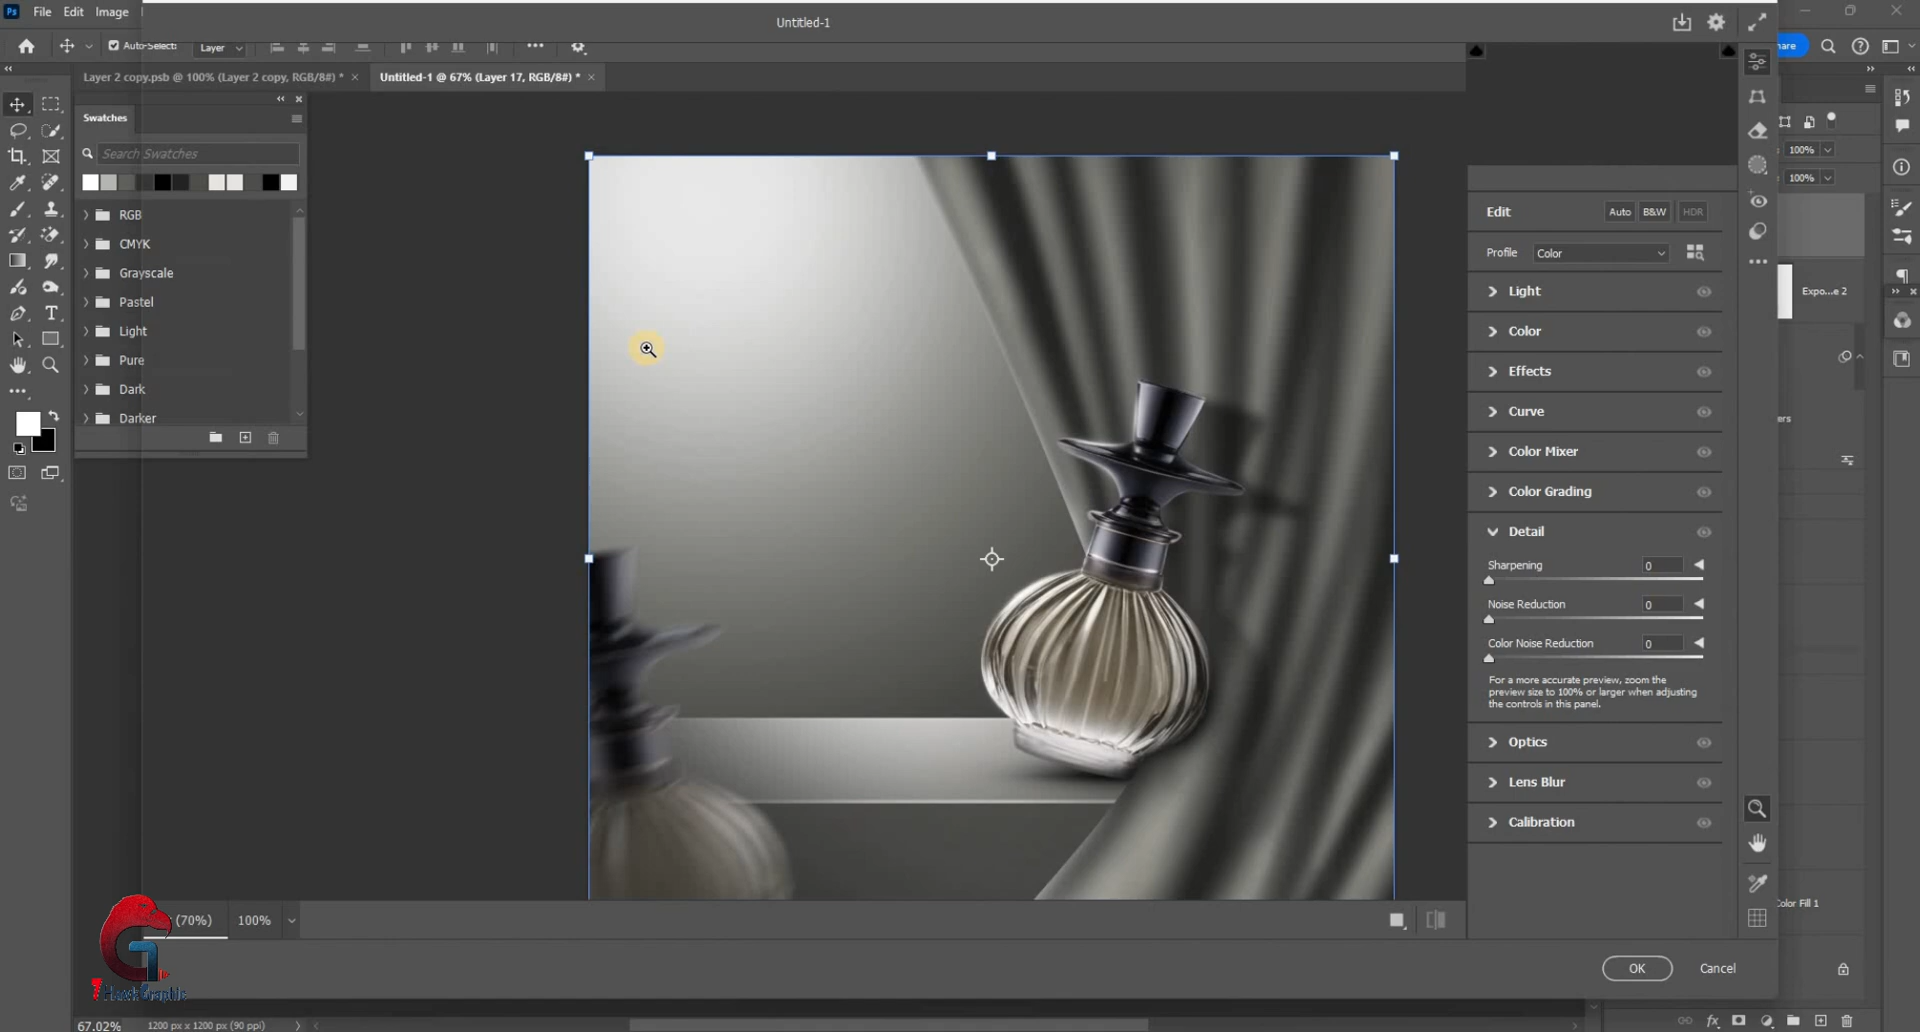 Ps File Edit Image
Untitled-1
Auto-Select: Layer
Layer 2 copy.psb @ 100% (Layer 2 copy, RGB/8#) *
Untitled-1 @ 67% (Layer 17, RGB/8#) *
Swatches
Search Swatches
RGB
CMYK
Grayscale
Pastel
Light
Pure
Dark
Darker
T
Edit Auto B&W HDR
Profile Color
Light
Color
Effects
Curve
Color Mixer
Color Grading
Detail
Sharpening 0
Noise Reduction 0
Color Noise Reduction 0
For a more accurate preview, zoom the
preview size to 100% or larger when adjusting
the controls in this panel.
Optics
Lens Blur
Calibration
are
100%
100%
Expo...e 2
ers
Color Fill 1
(70%) 100%
OK Cancel
67.02% 1200 px x 1200 px (90 ppi)
fx